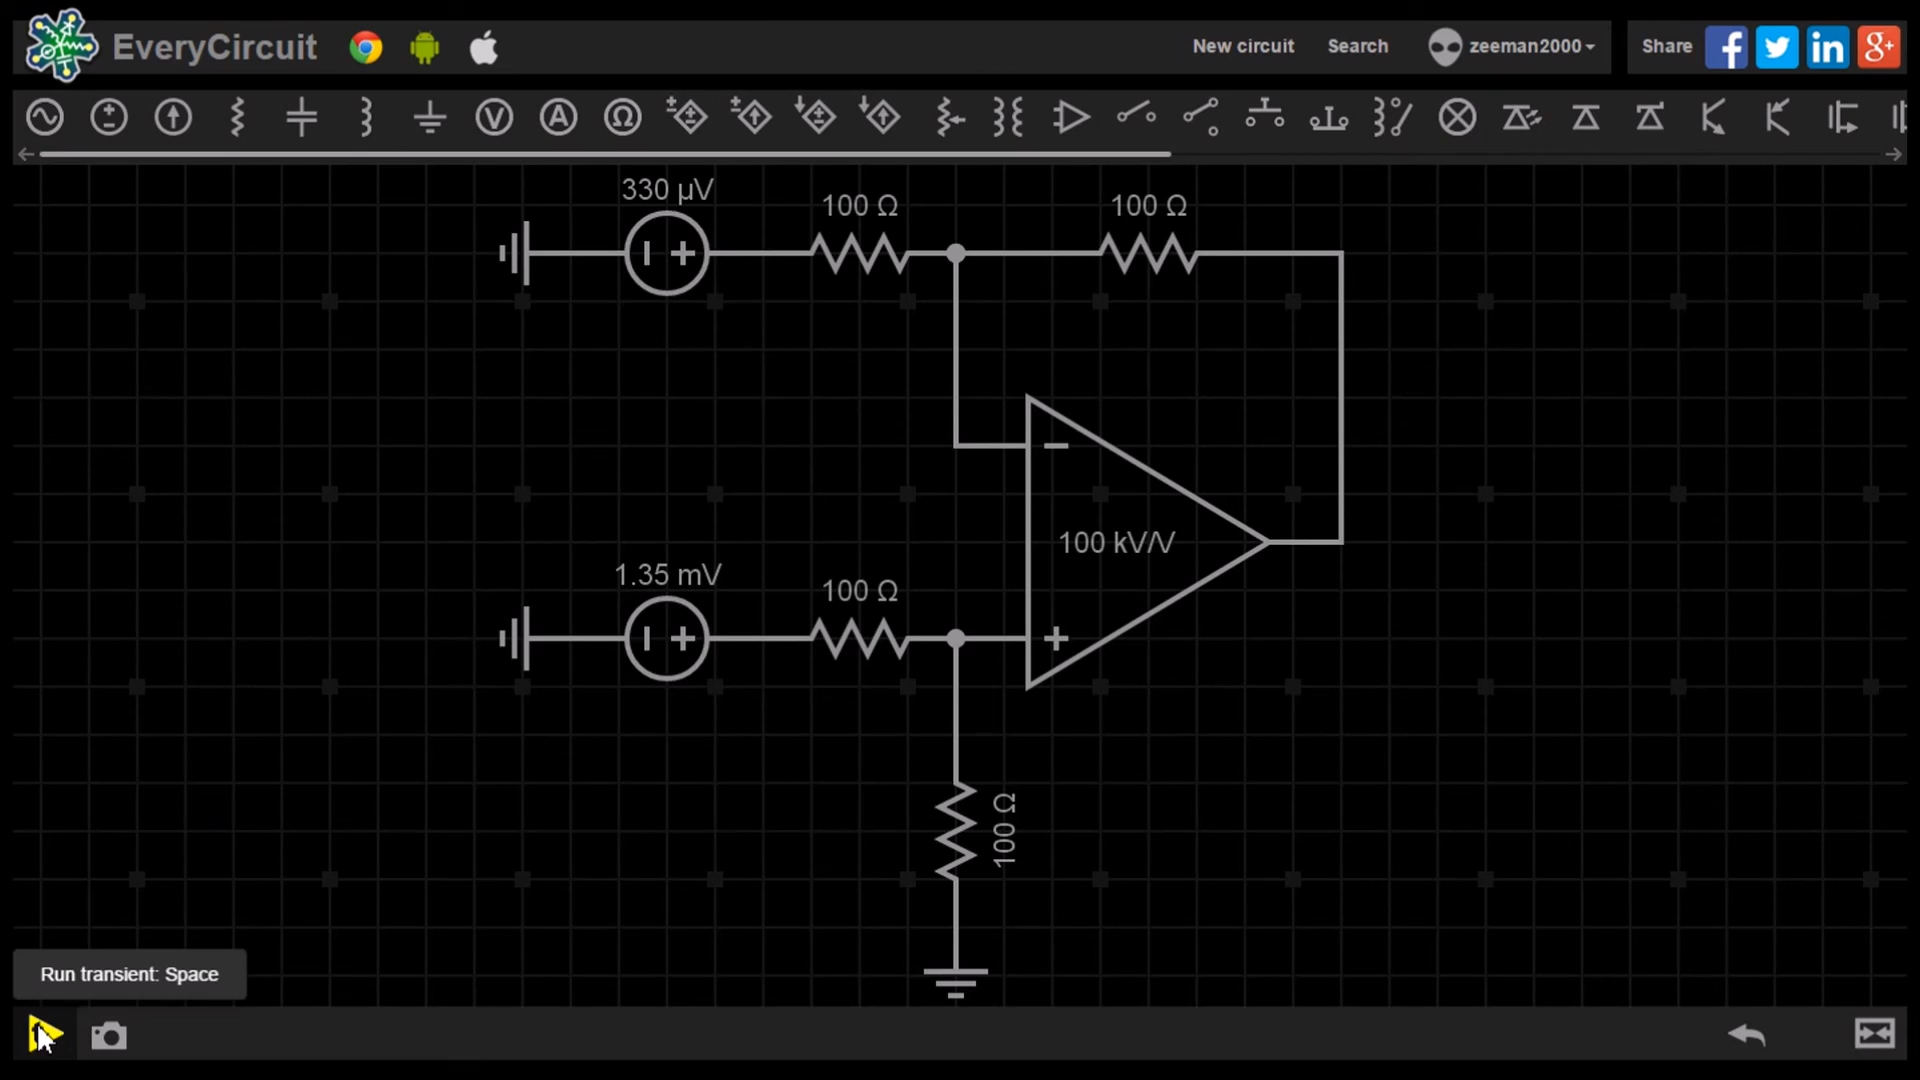 EveryCircuit
New circuit
Search
zeeman2000
Share
V
A
Ω
330 µV
100 Ω
100 Ω
100 kV/V
1.35 mV
100 Ω
100 Ω
Run transient: Space